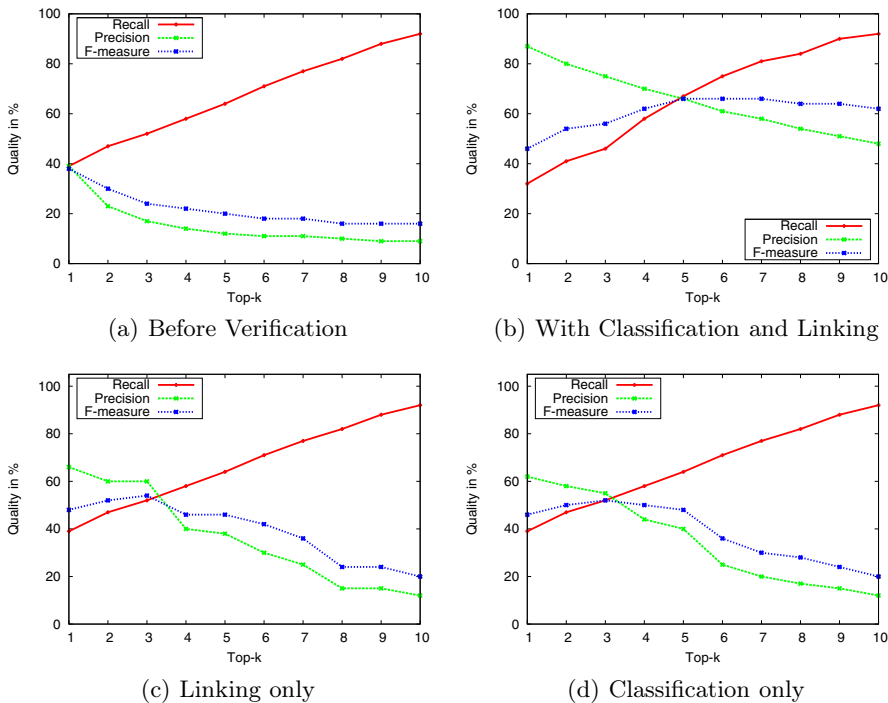 Quality in %
100
80
60
40
20
0
Recall
Precision
F-measure
1 2 3 4 5 6 7 8 9 10
Top-k
(a) Before Verification
Quality in %
100
80
60
40
20
0
Recall
Precision
F-measure
1 2 3 4 5 6 7 8 9 10
Top-k
(b) With Classification and Linking
Quality in %
100
80
60
40
20
0
Recall
Precision
F-measure
1 2 3 4 5 6 7 8 9 10
Top-k
(c) Linking only
Quality in %
100
80
60
40
20
0
Recall
Precision
F-measure
1 2 3 4 5 6 7 8 9 10
Top-k
(d) Classification only